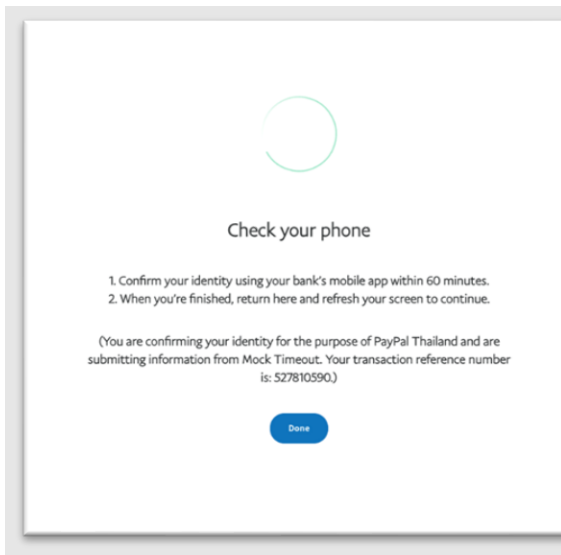 Check your phone
1. Confirm your identity using your bank's mobile app within 60 minutes.
2. When you're finished, return here and refresh your screen to continue.
(You are confirming your identity for the purpose of PayPal Thailand and are
submitting information from Mock Timeout. Your transaction reference number
is: 527810590.)
Done